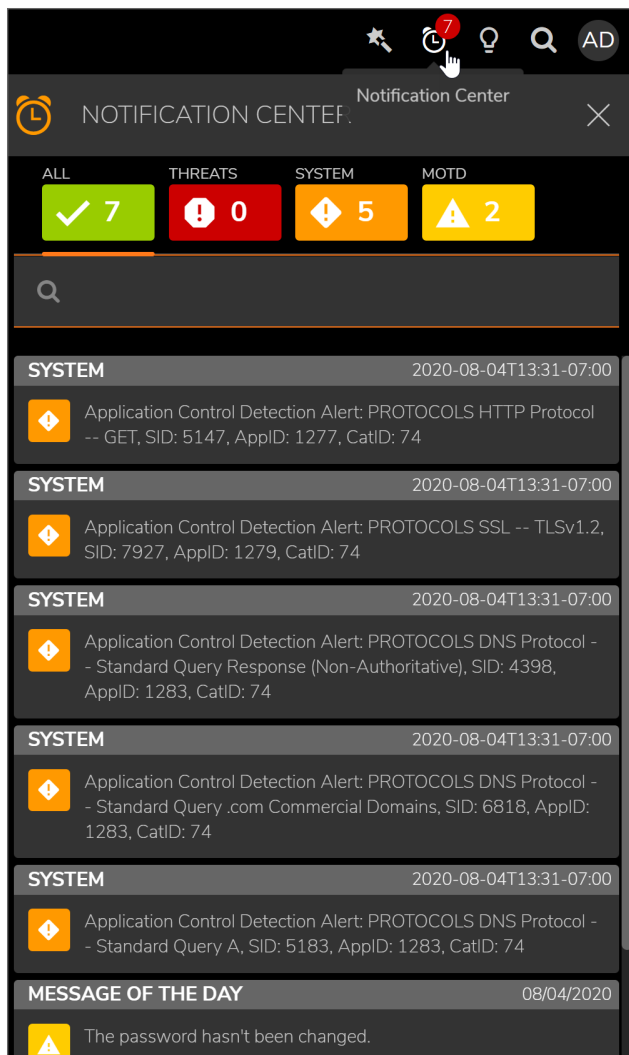 7
AD
Notification Center
NOTIFICATION CENTER
ALL
THREATS
SYSTEM
MOTD
7
0
5
2
SYSTEM
2020-08-04T13:31-07:00
Application Control Detection Alert: PROTOCOLS HTTP Protocol
-- GET, SID: 5147, AppID: 1277, CatID: 74
SYSTEM
2020-08-04T13:31-07:00
Application Control Detection Alert: PROTOCOLS SSL -- TLSv1.2,
SID: 7927, AppID: 1279, CatID: 74
SYSTEM
2020-08-04T13:31-07:00
Application Control Detection Alert: PROTOCOLS DNS Protocol -
- Standard Query Response (Non-Authoritative), SID: 4398,
AppID: 1283, CatID: 74
SYSTEM
2020-08-04T13:31-07:00
Application Control Detection Alert: PROTOCOLS DNS Protocol -
- Standard Query .com Commercial Domains, SID: 6818, AppID:
1283, CatID: 74
SYSTEM
2020-08-04T13:31-07:00
Application Control Detection Alert: PROTOCOLS DNS Protocol -
- Standard Query A, SID: 5183, AppID: 1283, CatID: 74
MESSAGE OF THE DAY
08/04/2020
The password hasn't been changed.